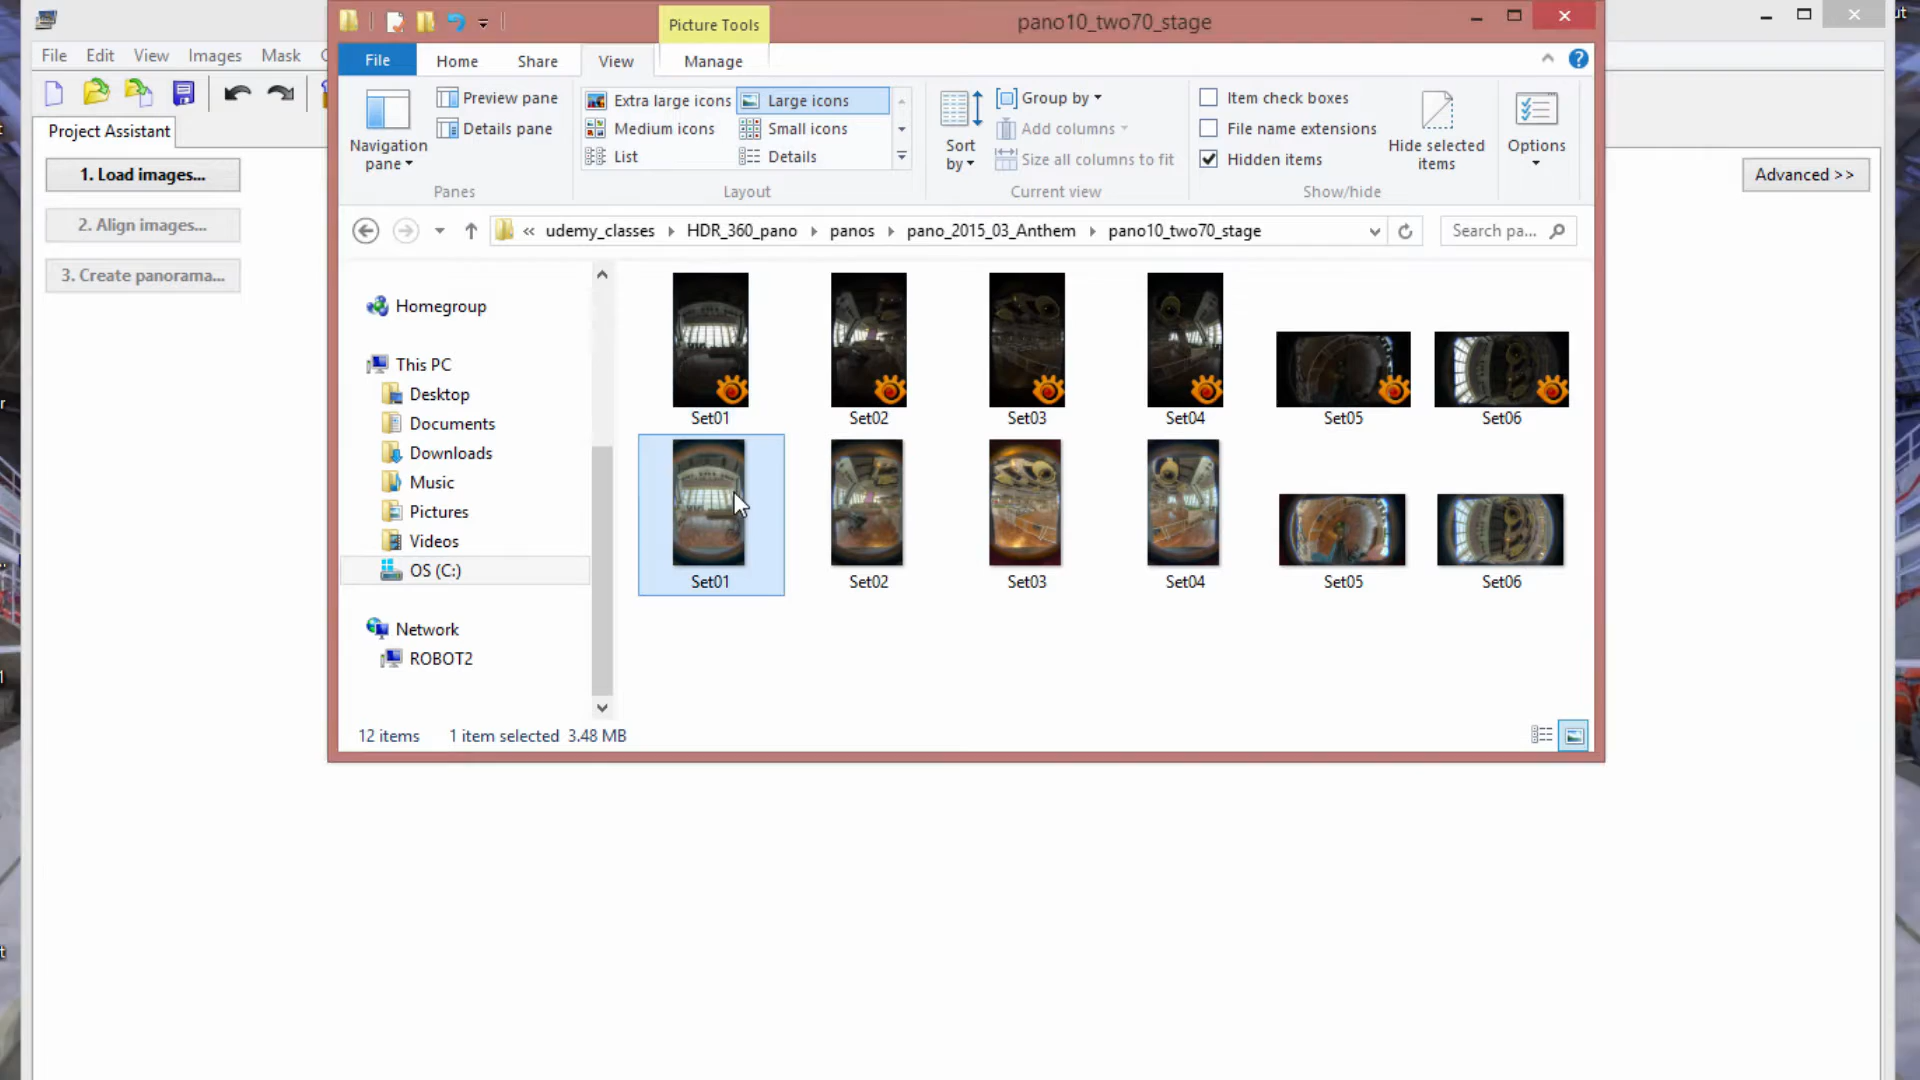 Picture Tools
pano10_two70_stage
File Edit View Images Mask
File Home Share View Manage
Navigation pane
Preview pane
Details pane
Panes
Extra large icons Large icons
Medium icons Small icons
List Details
Layout
Sort by
Group by
Add columns
Size all columns to fit
Current view
Item check boxes
File name extensions
Hidden items
Hide selected items
Show/hide
Options
Project Assistant
1. Load images...
2. Align images...
3. Create panorama...
Advanced >>
« udemy_classes HDR_360_pano panos pano_2015_03_Anthem pano10_two70_stage
Search pa...
Homegroup
This PC
Desktop
Documents
Downloads
Music
Pictures
Videos
OS (C:)
Network
ROBOT2
Set01 Set02 Set03 Set04 Set05 Set06
Set01 Set02 Set03 Set04 Set05 Set06
12 items 1 item selected 3.48 MB